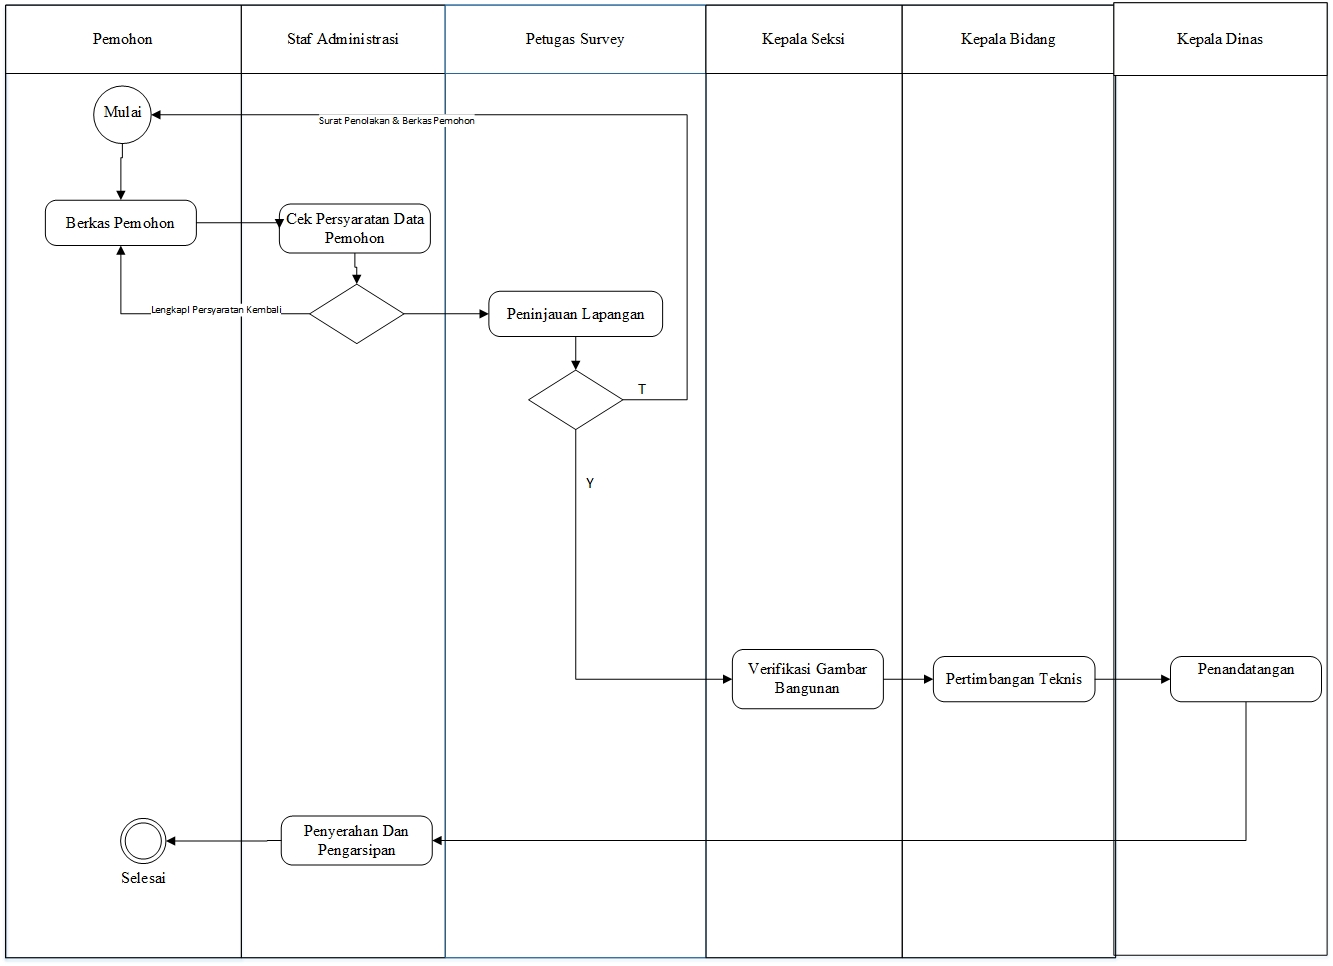 Pemohon
Staf Administrasi
Petugas Survey
Kepala Seksi
Kepala Bidang
Kepala Dinas
Mulai
Surat Penolakan & Berkas Pemohon
Berkas Pemohon
Cek Persyaratan Data
Pemohon
LengkapI Persyaratan Kembali
Peninjauan Lapangan
T
Y
Verifikasi Gambar
Bangunan
Pertimbangan Teknis
Penandatangan
Penyerahan Dan
Pengarsipan
Selesai